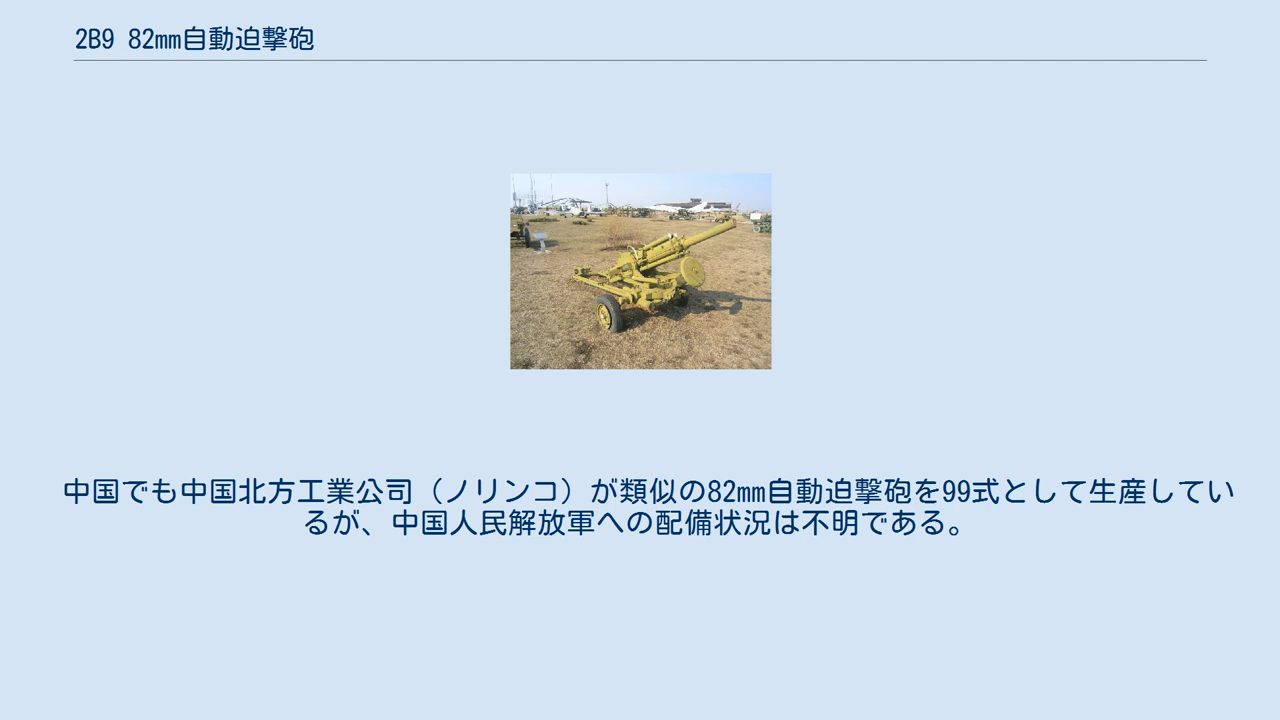 2B9 82mm自動迫撃砲
中国でも中国北方工業公司（ノリンコ）が類似の82mm自動迫撃砲を99式として生産してい
るが、中国人民解放軍への配備状況は不明である。